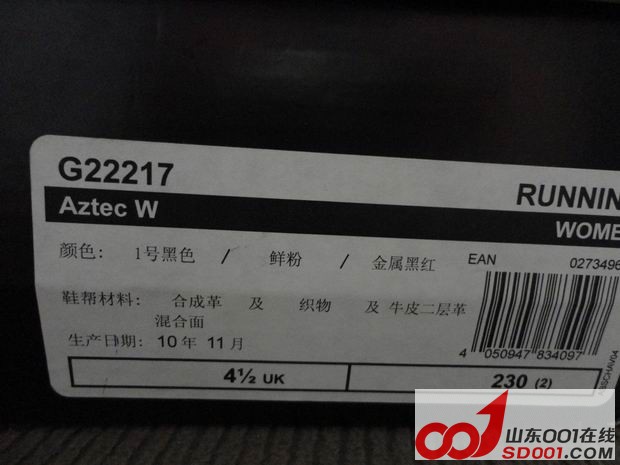 G22217
RUNNIN
Aztec W
WOME
颜色: 1号黑色 / 鲜粉 / 金属黑红
EAN 0273496
鞋帮材料: 合成革 及 织物 及 牛皮二层革
混合面
生产日期: 10年 11月
4 050947 834097
4½ UK 230 (2)
山东001在线
SD001.COM